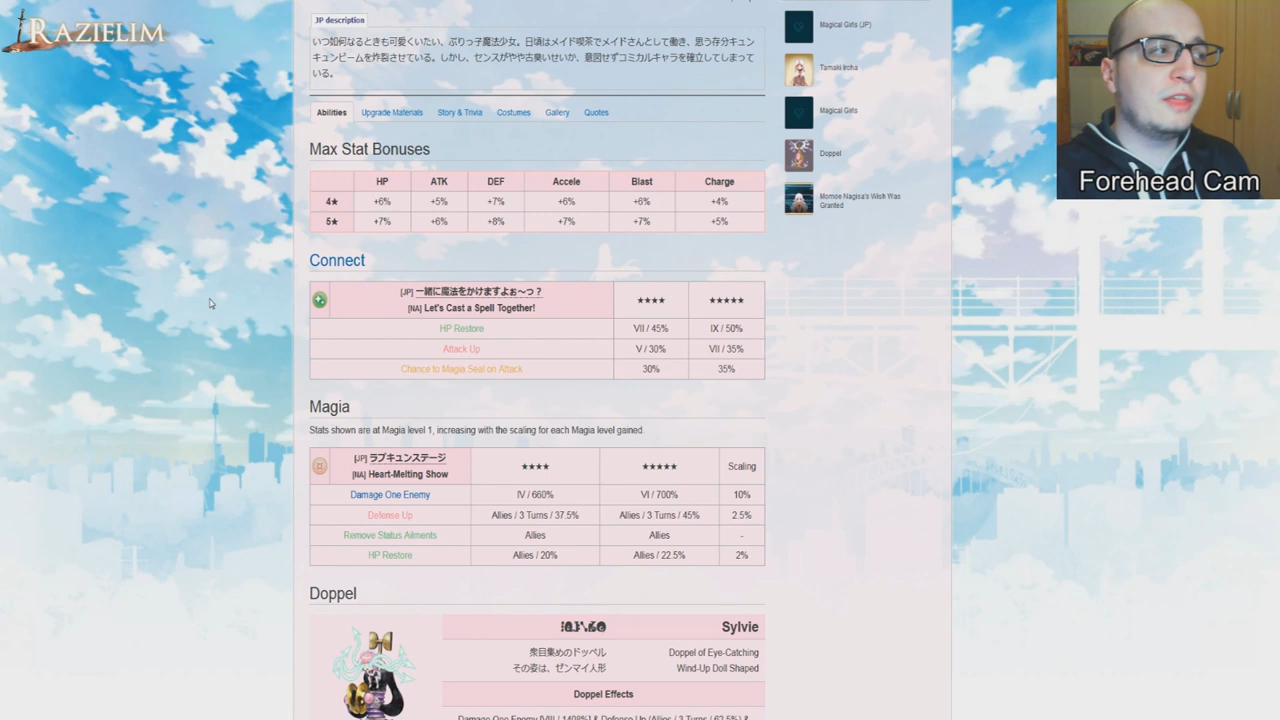 RAZIELIM
JP description
いつ如何なるときも可愛くいたい、ぶりっ子魔法少女。日頃はメイド喫茶でメイドさんとして働き、思う存分キュン
キュンビームを炸裂させている。しかし、センスがやや古臭いせいか、意図せずコミカルキャラを確立してしまって
いる。
Abilities Upgrade Materials Story & Trivia Costumes Gallery Quotes
Max Stat Bonuses
HP ATK DEF Accele Blast Charge
4★ +6% +5% +7% +6% +6% +4%
5★ +7% +6% +8% +7% +7% +5%
Connect
[JP] 一緒に魔法をかけますよぉ～っ？
[NA] Let's Cast a Spell Together!
★★★★ ★★★★★
HP Restore VII / 45% IX / 50%
Attack Up V / 30% VII / 35%
Chance to Magia Seal on Attack 30% 35%
Magia
Stats shown are at Magia level 1, increasing with the scaling for each Magia level gained.
[JP] ラブキュンステージ
[NA] Heart-Melting Show
★★★★ ★★★★★ Scaling
Damage One Enemy IV / 660% VI / 700% 10%
Defense Up Allies / 3 Turns / 37.5% Allies / 3 Turns / 45% 2.5%
Remove Status Ailments Allies Allies -
HP Restore Allies / 20% Allies / 22.5% 2%
Doppel
Sylvie
衆目集めのドッペル Doppel of Eye-Catching
その姿は、ゼンマイ人形 Wind-Up Doll Shaped
Doppel Effects
Damage One Enemy [VIII / 1408%] & Defense Up (Allies / 3 Turns / 62.5%) &
Magical Girls (JP)
Tamaki Iroha
Magical Girls
Doppel
Momoe Nagisa's Wish Was
Granted
Forehead Cam